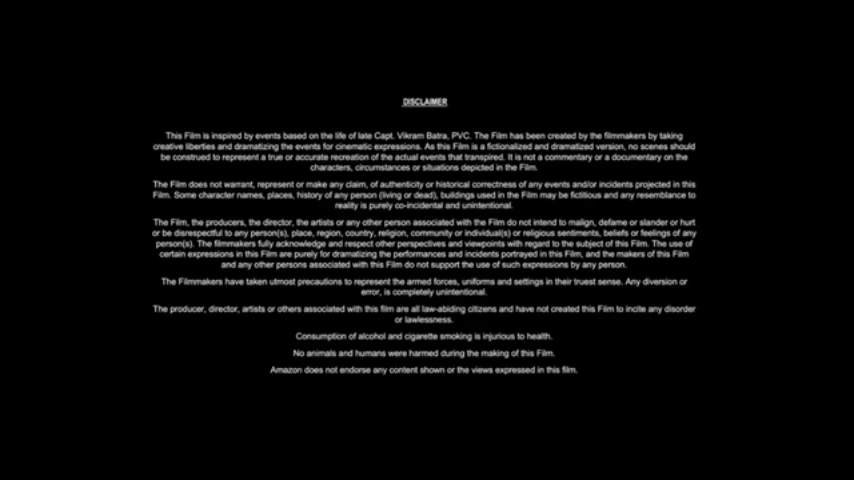 DISCLAIMER
This Film is inspired by events based on the life of late Capt. Vikram Batra, PVC. The Film has been created by the filmmakers by taking
creative liberties and dramatizing the events for cinematic expressions. As this Film is a fictionalized and dramatized version, no scenes should
be construed to represent a true or accurate recreation of the actual events that transpired. It is not a commentary or a documentary on the
characters, circumstances or situations depicted in the Film.
The Film does not warrant, represent or make any claim, of authenticity or historical correctness of any events and/or incidents projected in this
Film. Some character names, places, history of any person (living or dead), buildings used in the Film may be fictitious and any resemblance to
reality is purely co-incidental and unintentional.
The Film, the producers, the director, the artists or any other person associated with the Film do not intend to malign, defame or slander or hurt
or be disrespectful to any person(s), place, region, country, religion, community or individual(s) or religious sentiments, beliefs or feelings of any
person(s). The filmmakers fully acknowledge and respect other perspectives and viewpoints with regard to the subject of this Film. The use of
certain expressions in this Film are purely for dramatizing the performances and incidents portrayed in this Film, and the makers of this Film
and any other persons associated with this Film do not support the use of such expressions by any person.
The Filmmakers have taken utmost precautions to represent the armed forces, uniforms and settings in their truest sense. Any diversion or
error, is completely unintentional.
The producer, director, artists or others associated with this film are all law-abiding citizens and have not created this Film to incite any disorder
or lawlessness.
Consumption of alcohol and cigarette smoking is injurious to health.
No animals and humans were harmed during the making of this Film.
Amazon does not endorse any content shown or the views expressed in this film.